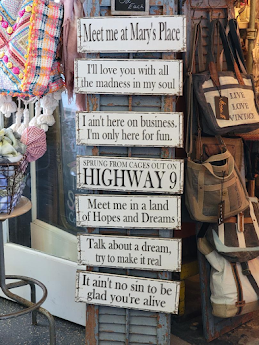 Each
Meet me at Mary's Place
I'll love you with all
the madness in my soul
I ain't here on business.
I'm only here for fun.
SPRUNG FROM CAGES OUT ON
HIGHWAY 9
Meet me in a land
of Hopes and Dreams
Talk about a dream,
try to make it real
It ain't no sin to be
glad you're alive
LIVE
LOVE